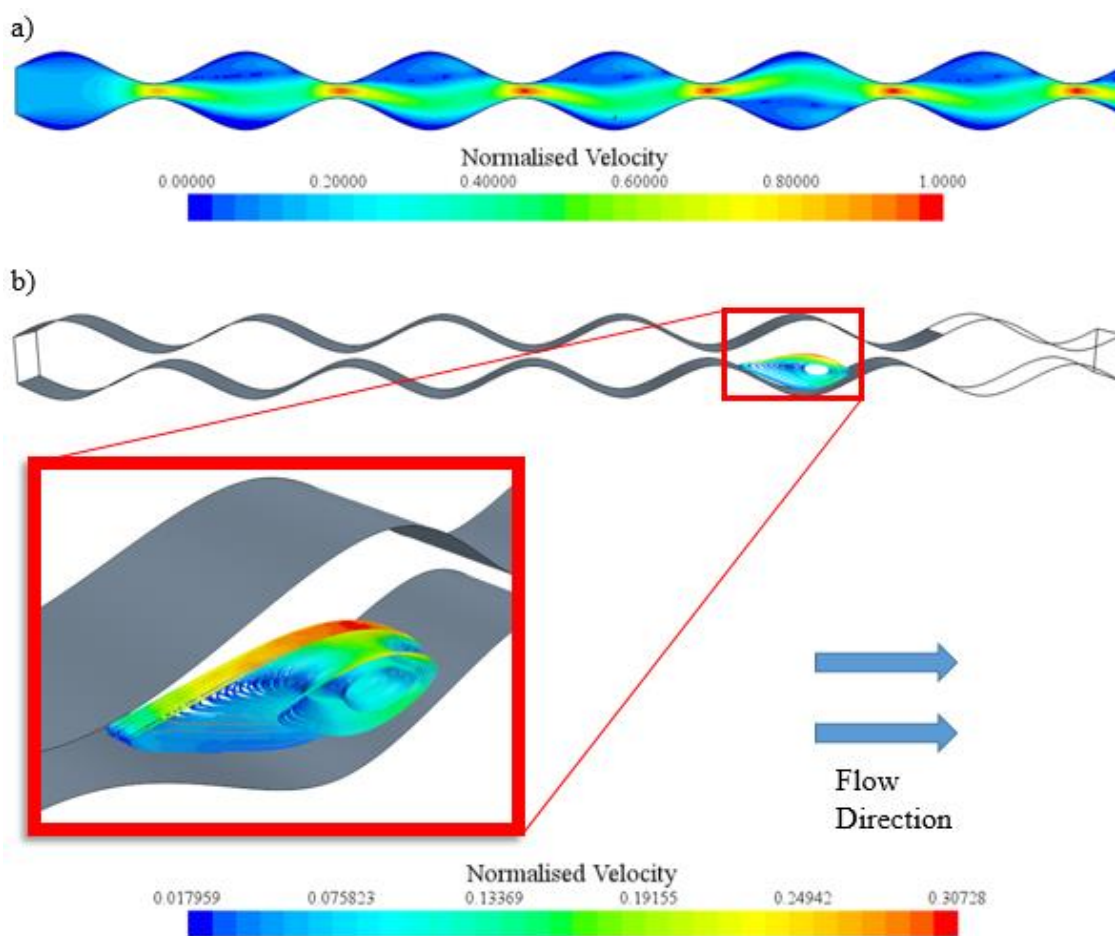 a)
Normalised Velocity
0.00000 0.20000 0.40000 0.60000 0.80000 1.0000
b)
Flow
Direction
Normalised Velocity
0.017959 0.075823 0.13369 0.19155 0.24942 0.30728